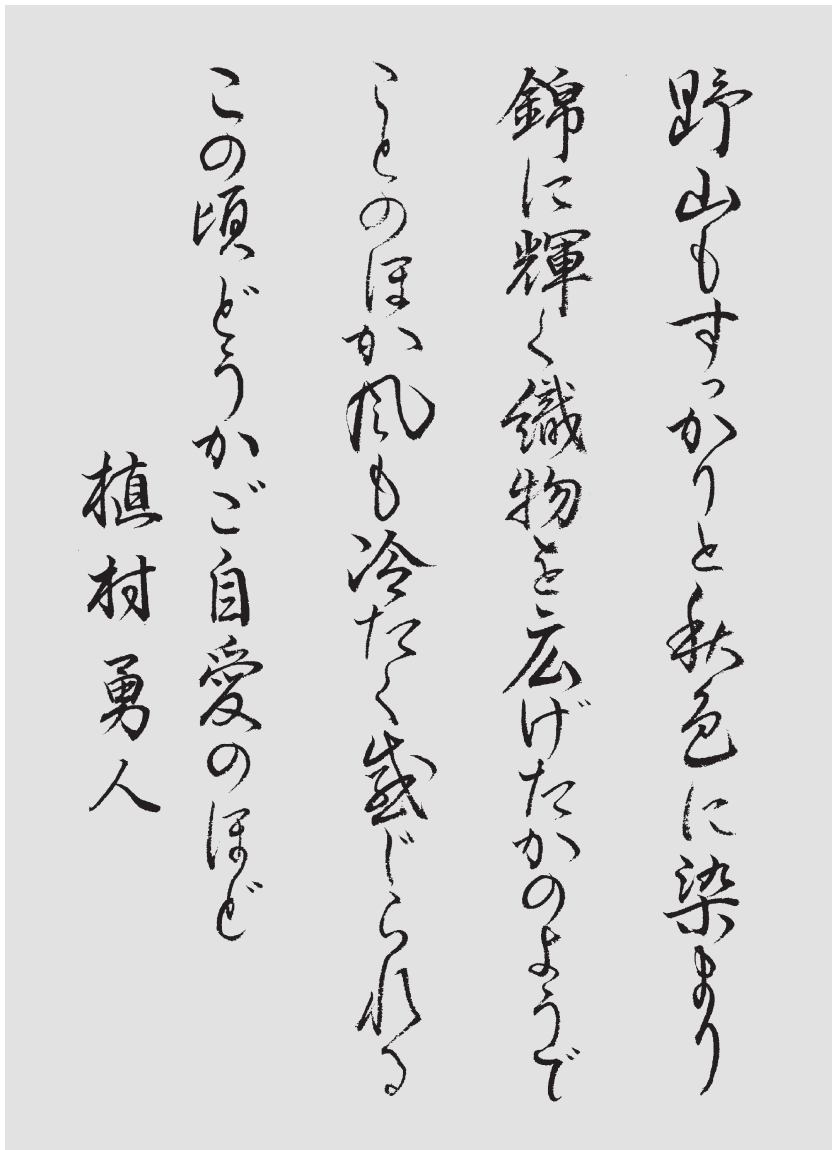 野山もすっかりと秋色に染まり
錦に輝く織物を広げたかのようで
ことのほか風も冷たく感じられる
この頃どうかご自愛のほど
植村勇人